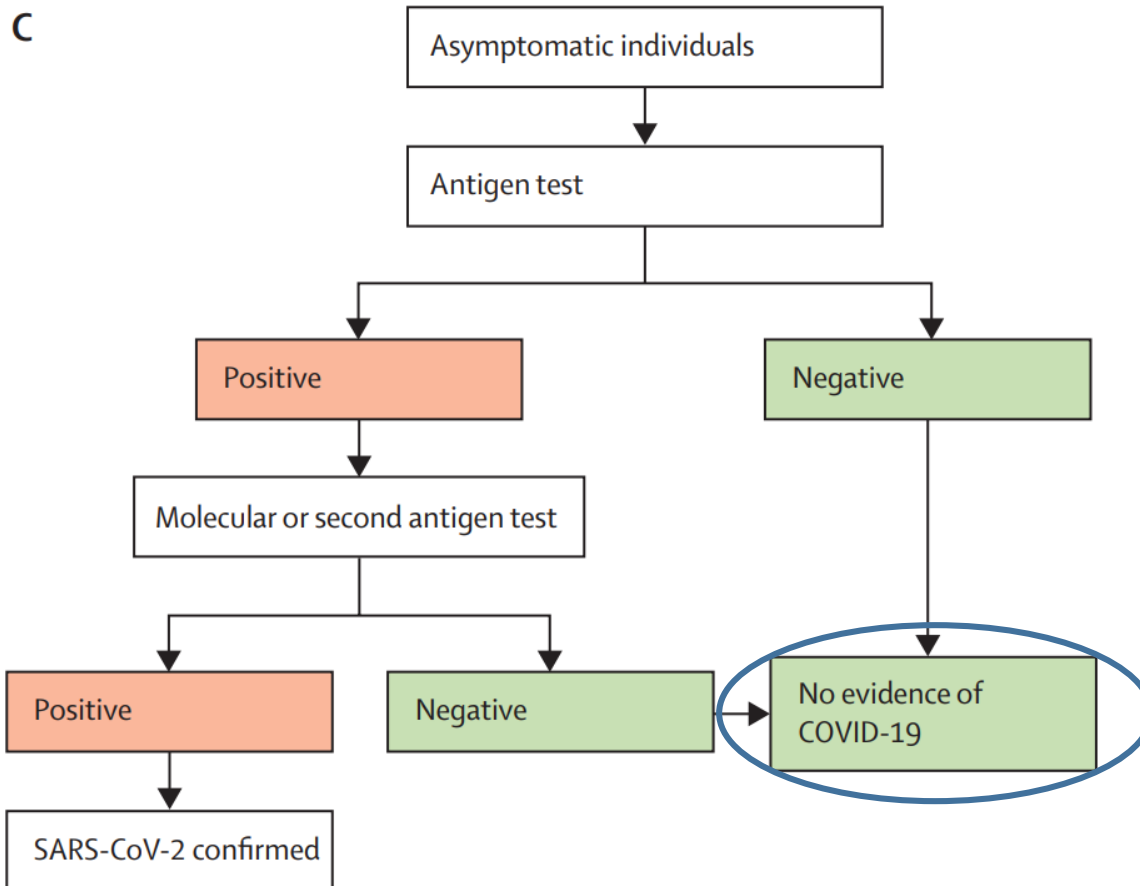 C
Asymptomatic individuals
Antigen test
Positive
Negative
Molecular or second antigen test
Positive
Negative
No evidence of
COVID-19
SARS-CoV-2 confirmed